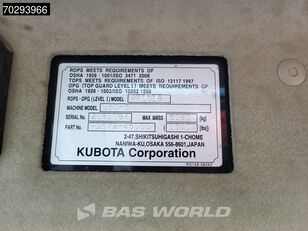 70293966
ROPS MEETS REQUIREMENTS OF
OSHA 1926 - 1001/ISO 3471 2008
TOPS MEETS REQUIREMENTS OF ISO 12117 1997
OPG (TOP GUARD LEVEL I) MEETS REQUIREMENTS OF
OSHA 1926 - 1003/ISO 10262 1998
ROPS - OPG (LEVEL I) MODEL
MACHINE MODEL
SERIAL NO. MAX MASS (kg)
PART NO. (lbs)
2-47, SHIKITSUHIGASHI 1-CHOME
NANIWA-KU, OSAKA 556-8601, JAPAN
KUBOTA Corporation
BAS WORLD